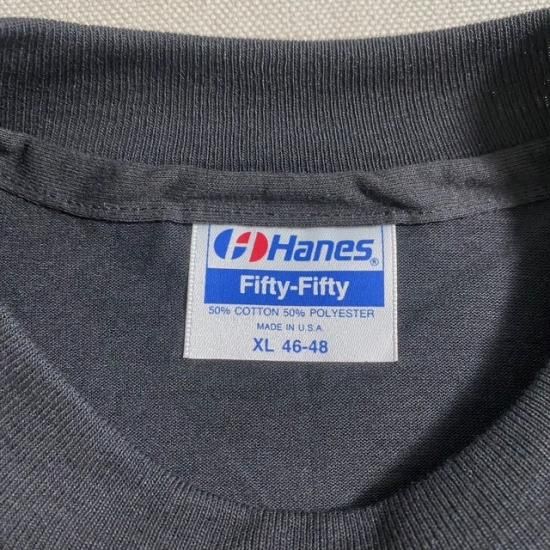 Hanes®
Fifty-Fifty
50% COTTON 50% POLYESTER
MADE IN U.S.A.
XL 46-48